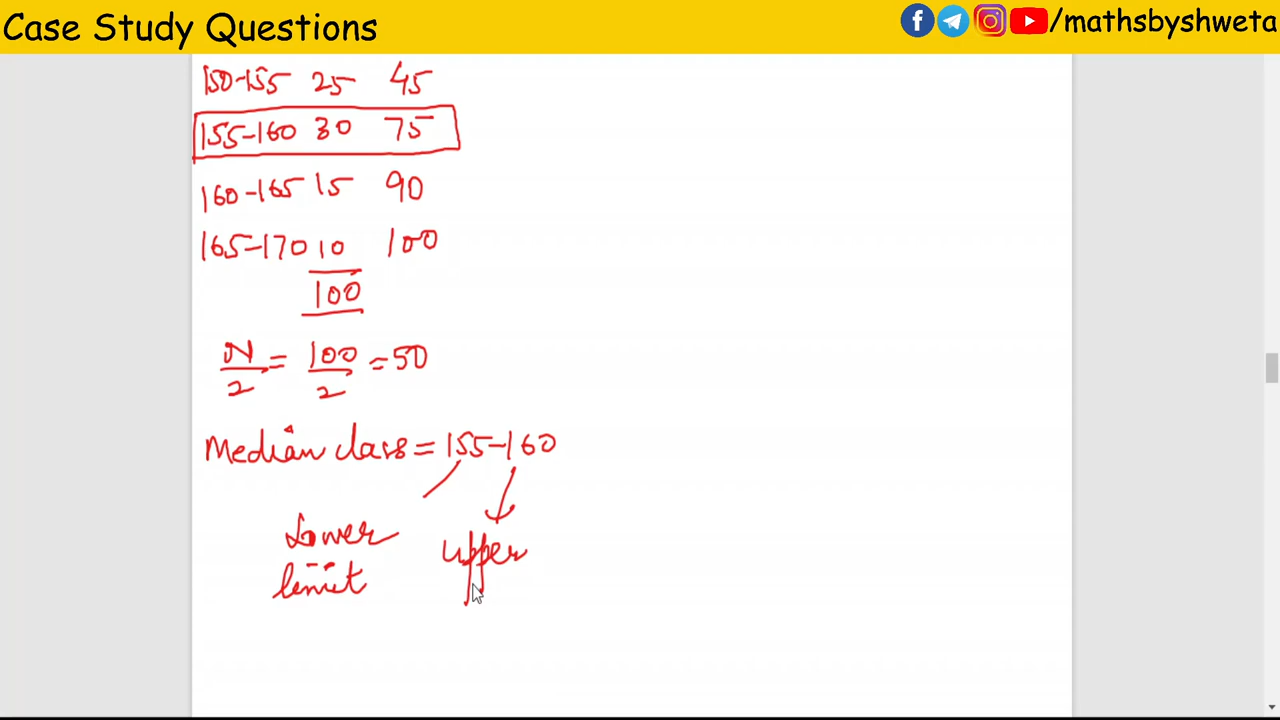 Case Study Questions
/mathsbyshweta
150-155 25 45
155-160 30 75
160-165 15 90
165-170 10 100
100
N/2 = 100/2 = 50
Median class = 155-160
Lower upper
limit